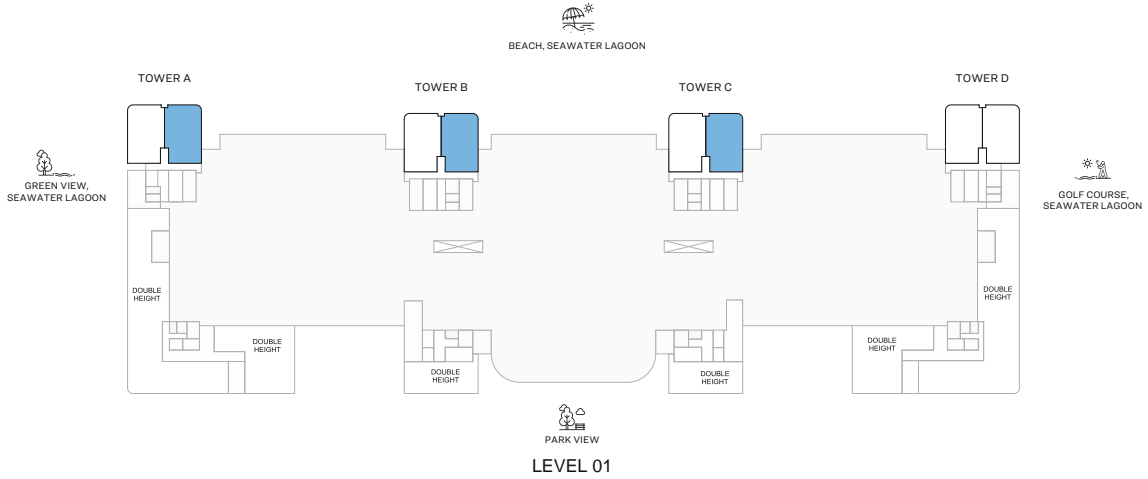 BEACH, SEAWATER LAGOON
TOWER A
TOWER B
TOWER C
TOWER D
GREEN VIEW,
SEAWATER LAGOON
GOLF COURSE,
SEAWATER LAGOON
DOUBLE
HEIGHT
DOUBLE
HEIGHT
DOUBLE
HEIGHT
DOUBLE
HEIGHT
DOUBLE
HEIGHT
DOUBLE
HEIGHT
PARK VIEW
LEVEL 01